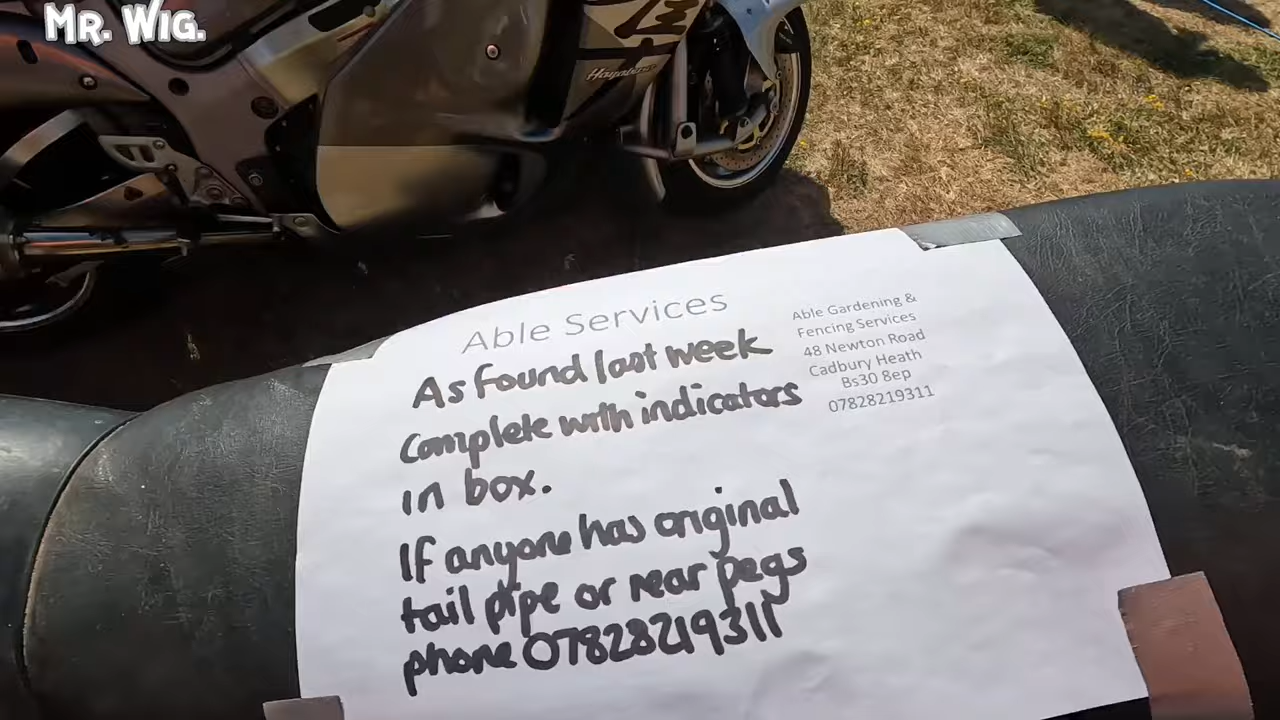 MR. WIG.
Hayabusa
Able Services
As found last week
complete with indicators
in box.
If anyone has original
tail pipe or rear pegs
phone 07828219311
Able Gardening &
Fencing Services
48 Newton Road
Cadbury Heath
Bs30 8ep
07828219311